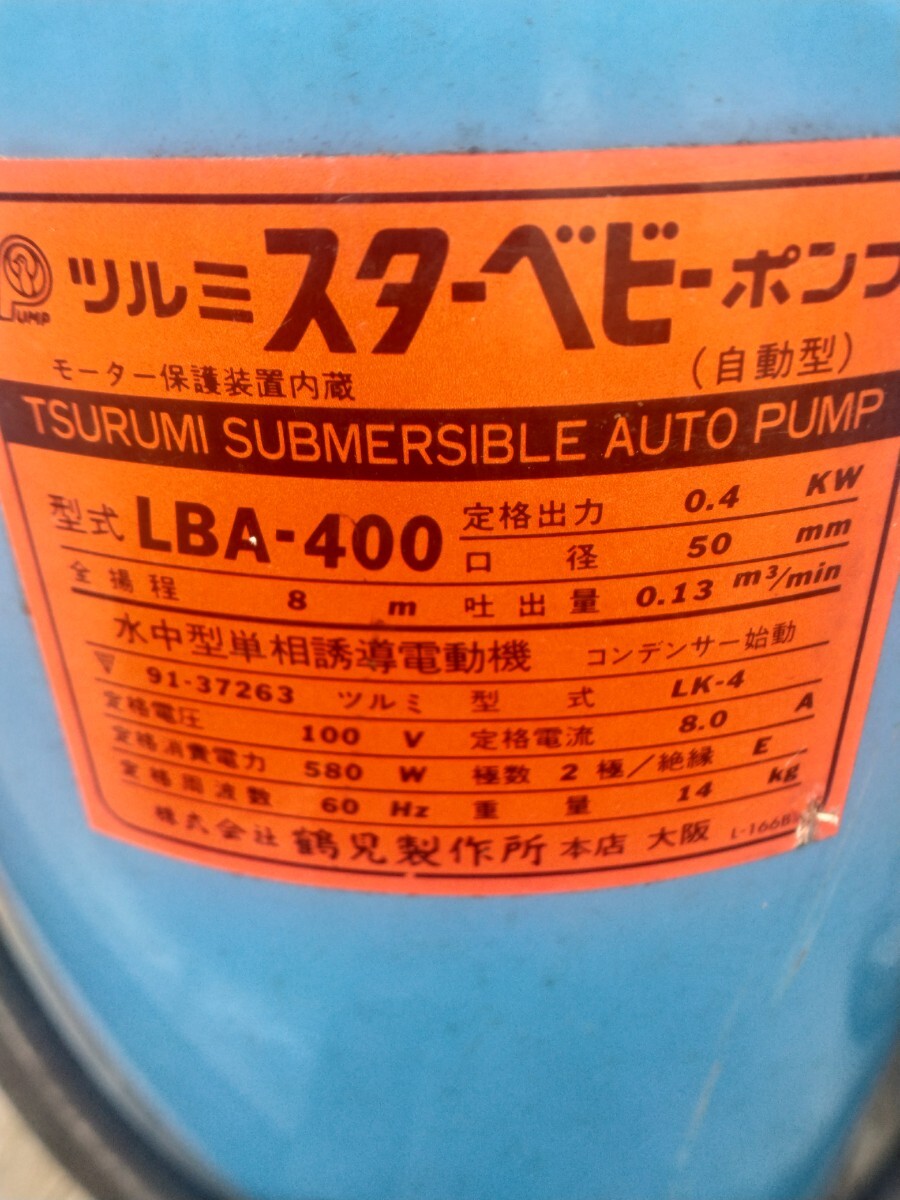 PUMP ツルミ スターベビーポンプ
モーター保護装置内蔵 (自動型)
TSURUMI SUBMERSIBLE AUTO PUMP
型式 LBA-400 定格出力 0.4 KW
口径 50 mm
全揚程 8 m 吐出量 0.13 m³/min
水中型単相誘導電動機 コンデンサー始動
▽ 91-37263 ツルミ 型式 LK-4
定格電圧 100 V 定格電流 8.0 A
定格消費電力 580 W 極数 2 極/絶縁 E
定格周波数 60 Hz 重量 14 kg
株式会社 鶴見製作所 本店 大阪 L-166B